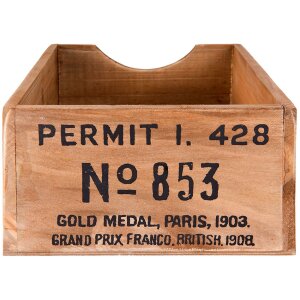 PERMIT I. 428
No 853
GOLD MEDAL, PARIS, 1903.
GRAND PRIX FRANCO, BRITISH, 1908.